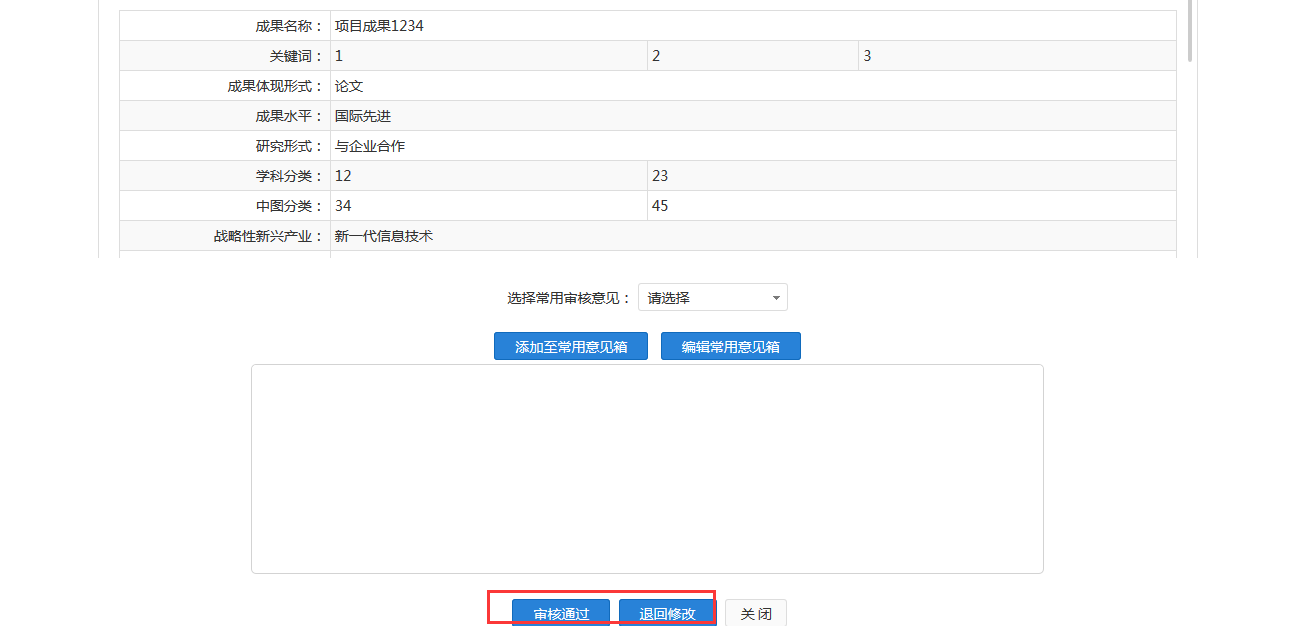 成果名称： 项目成果1234
关键词： 1 2 3
成果体现形式： 论文
成果水平： 国际先进
研究形式： 与企业合作
学科分类： 12 23
中图分类： 34 45
战略性新兴产业： 新一代信息技术
选择常用审核意见： 请选择
添加至常用意见箱 编辑常用意见箱
审核通过 退回修改 关闭